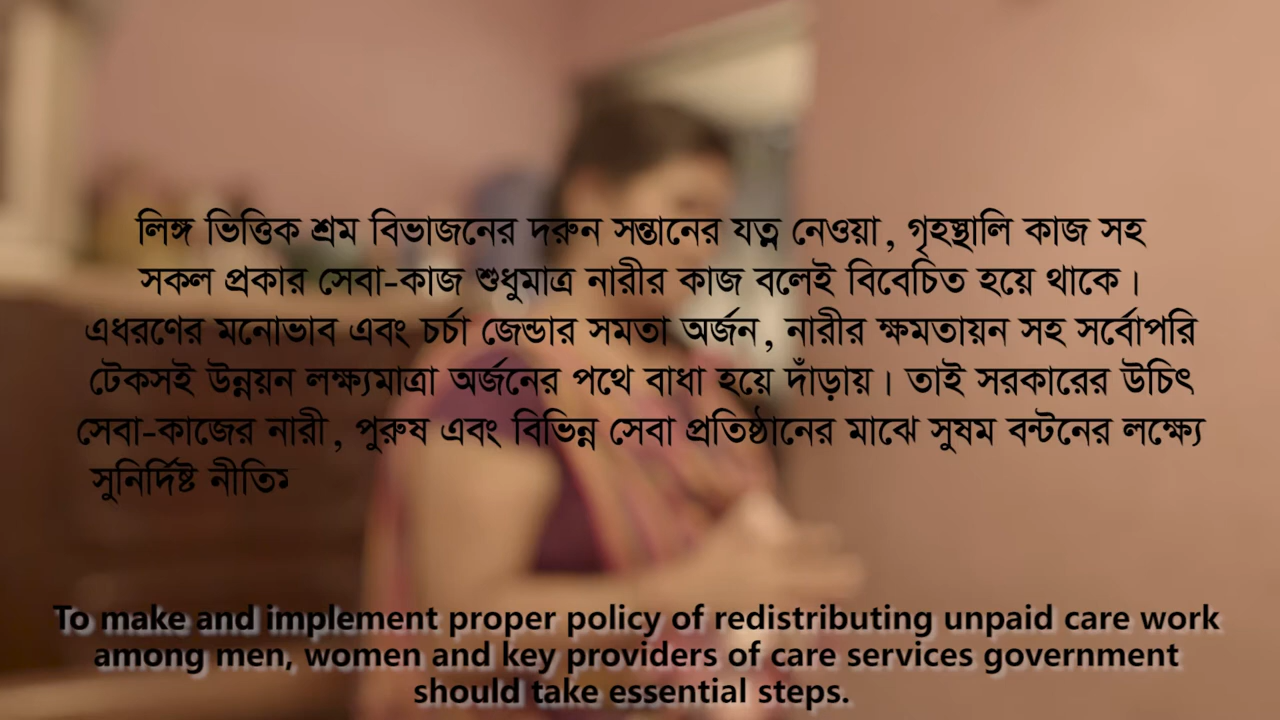 লিঙ্গ ভিত্তিক শ্রম বিভাজনের দরুন সন্তানের যত্ন নেওয়া, গৃহস্থালি কাজ সহ
সকল প্রকার সেবা-কাজ শুধুমাত্র নারীর কাজ বলেই বিবেচিত হয়ে থাকে।
এধরণের মনোভাব এবং চর্চা জেন্ডার সমতা অর্জন, নারীর ক্ষমতায়ন সহ সর্বোপরি
টেকসই উন্নয়ন লক্ষ্যমাত্রা অর্জনের পথে বাধা হয়ে দাঁড়ায়। তাই সরকারের উচিৎ
সেবা-কাজের নারী, পুরুষ এবং বিভিন্ন সেবা প্রতিষ্ঠানের মাঝে সুষম বন্টনের লক্ষ্যে
সুনির্দিষ্ট
To make and implement proper policy of redistributing unpaid care work
among men, women and key providers of care services government
should take essential steps.